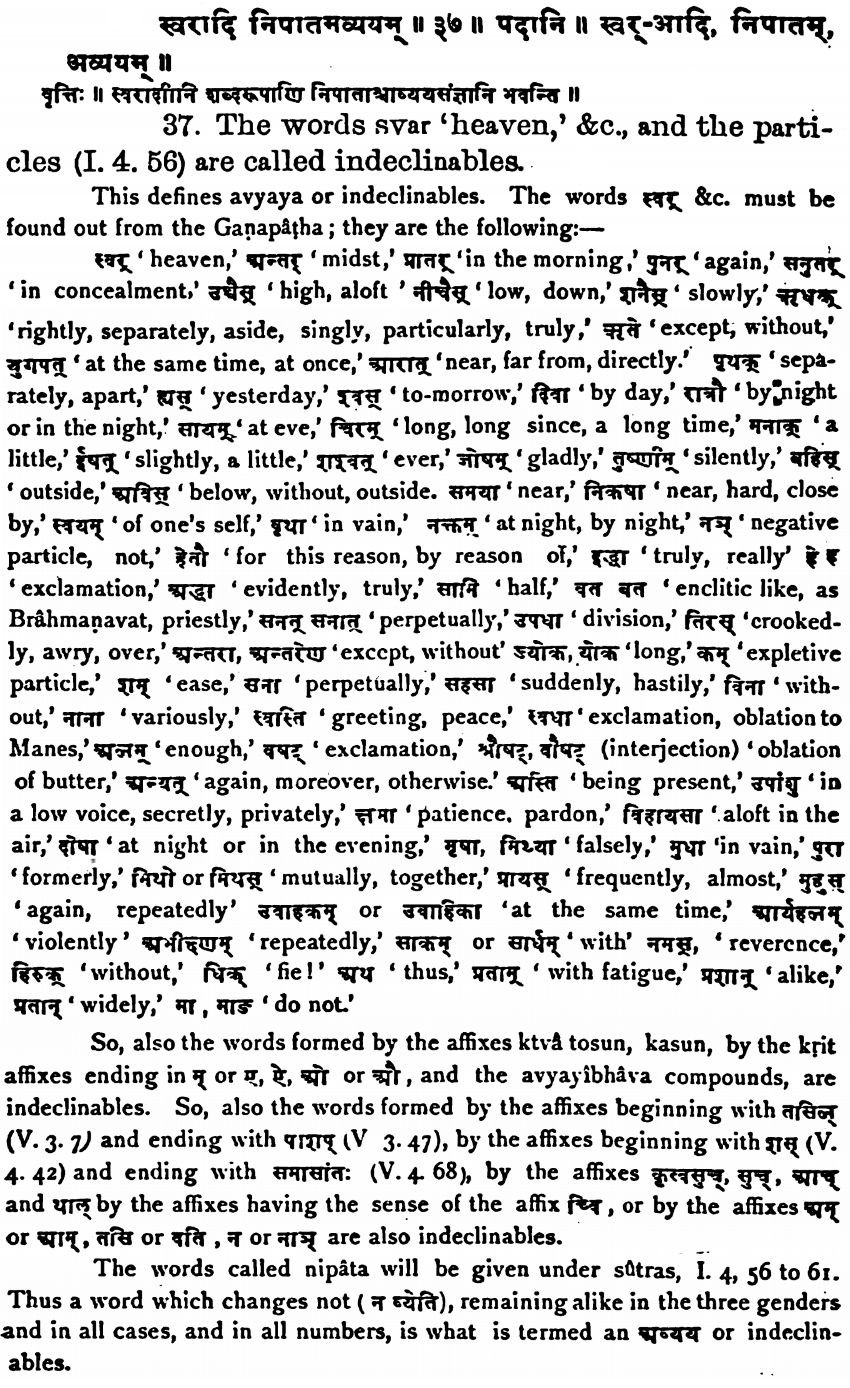 स्वरादि निपातमव्ययम् ॥ ३७ ॥ पदानि ॥ स्वर्-आदि, निपातम्,
अव्ययम् ॥
वृत्तिः ॥ स्वरादीनि शब्दरूपाणि निपाताश्चाव्ययसंज्ञानि भवन्ति ॥
37. The words svar ‘heaven,’ &c., and the parti-
cles (I. 4. 56) are called indeclinables.
This defines avyaya or indeclinables. The words स्वर् &c. must be
found out from the Gaṇapâṭha ; they are the following:—
स्वर् ‘ heaven,’ अन्तर् ‘ midst,’ प्रातर् ‘in the morning,’ पुनर् ‘again,’ सनुतर्
‘in concealment,’ उच्चैस् ‘ high, aloft ’ नीचैस् ‘ low, down,’ शनैस् ‘ slowly,’ ऋधक्
‘rightly, separately, aside, singly, particularly, truly,’ ऋते ‘except, without,’
युगपत् ‘at the same time, at once,’ आरात् ‘near, far from, directly.’ पृथक् ‘sepa-
rately, apart,’ ह्यस् ‘ yesterday,’ श्वस् ‘ to-morrow,’ दिवा ‘ by day,’ रात्रौ ‘by night
or in the night,’ सायम् ‘at eve,’ चिरम् ‘long, long since, a long time,’ मनाक् ‘a
little,’ ईषत् ‘slightly, a little,’ शश्वत् ‘ever,’ जोषम् ‘gladly,’ तुष्णीम् ‘silently,’ बहिस्
‘ outside,’ अविस् ‘ below, without, outside. समया ‘ near,’ निकषा ‘ near, hard, close
by,’ स्वयम् ‘of one's self,’ वृथा ‘ in vain,’ नक्तम् ‘at night, by night,’ नञ् ‘ negative
particle, not,’ हेतौ ‘for this reason, by reason of,’ इद्धा ‘truly, really’ हे है
‘exclamation,’ अद्धा ‘evidently, truly,’ सामि ‘half,’ वत बत ‘enclitic like, as
Brâhmaṇavat, priestly,’ सनत् सनात् ‘perpetually,’ उपधा ‘ division,’ तिरस् ‘crooked-
ly, awry, over,’ अन्तरा, अन्तरेण ‘except, without’ ज्योक, योक ‘long,’ कम् ‘expletive
particle,’ शम् ‘ease,’ सना ‘perpetually,’ सहसा ‘suddenly, hastily,’ विना ‘with-
out,’ नाना ‘variously,’ स्वस्ति ‘greeting, peace,’ स्वधा ‘exclamation, oblation to
Manes,’ अलम् ‘enough,’ वषट् ‘exclamation,’ श्रौषट्, वौषट् (interjection) ‘oblation
of butter,’ अन्यत् ‘again, moreover, otherwise.’ अस्ति ‘being present,’ उपांशु ‘in
a low voice, secretly, privately,’ क्षमा ‘patience. pardon,’ विहायसा ‘aloft in the
air,’ दोषा ‘at night or in the evening,’ मृषा, मिथ्या ‘falsely,’ मुधा ‘in vain,’ पुरा
‘formerly,’ मिथो or मिथस् ‘mutually, together,’ प्रायस् ‘frequently, almost,’ मुहुस्
‘again, repeatedly’ उवाहकम् or उवाहिका ‘at the same time,’ आर्यहलम्
‘violently’ अभीक्ष्णम् ‘repeatedly,’ साकम् or सार्धम् ‘with’ नमस्, ‘reverence,’
हिरुक् ‘without,’ धिक् ‘fie!’ अथ ‘thus,’ प्रताम् ‘with fatigue,’ प्रशान् ‘alike,’
प्रतान् ‘widely,’ मा, माङ ‘do not.’
So, also the words formed by the affixes ktvâ tosun, kasun, by the kṛit
affixes ending in म् or ए, ऐ, ओ or औ, and the avyayîbhâva compounds, are
indeclinables. So, also the words formed by the affixes beginning with तसिल्
(V. 3. 7) and ending with पाशप् (V 3. 47), by the affixes beginning with शस् (V.
4. 42) and ending with समासांतः (V. 4. 68), by the affixes कृत्वसुच्, सुच्, आच्
and थाल् by the affixes having the sense of the affix च्वि, or by the affixes अम्
or आम्, तसि or वति, न or नाञ् are also indeclinables.
The words called nipâta will be given under sûtras, I. 4, 56 to 61.
Thus a word which changes not ( न व्येति), remaining alike in the three genders
and in all cases, and in all numbers, is what is termed an अव्यय or indeclin-
ables.